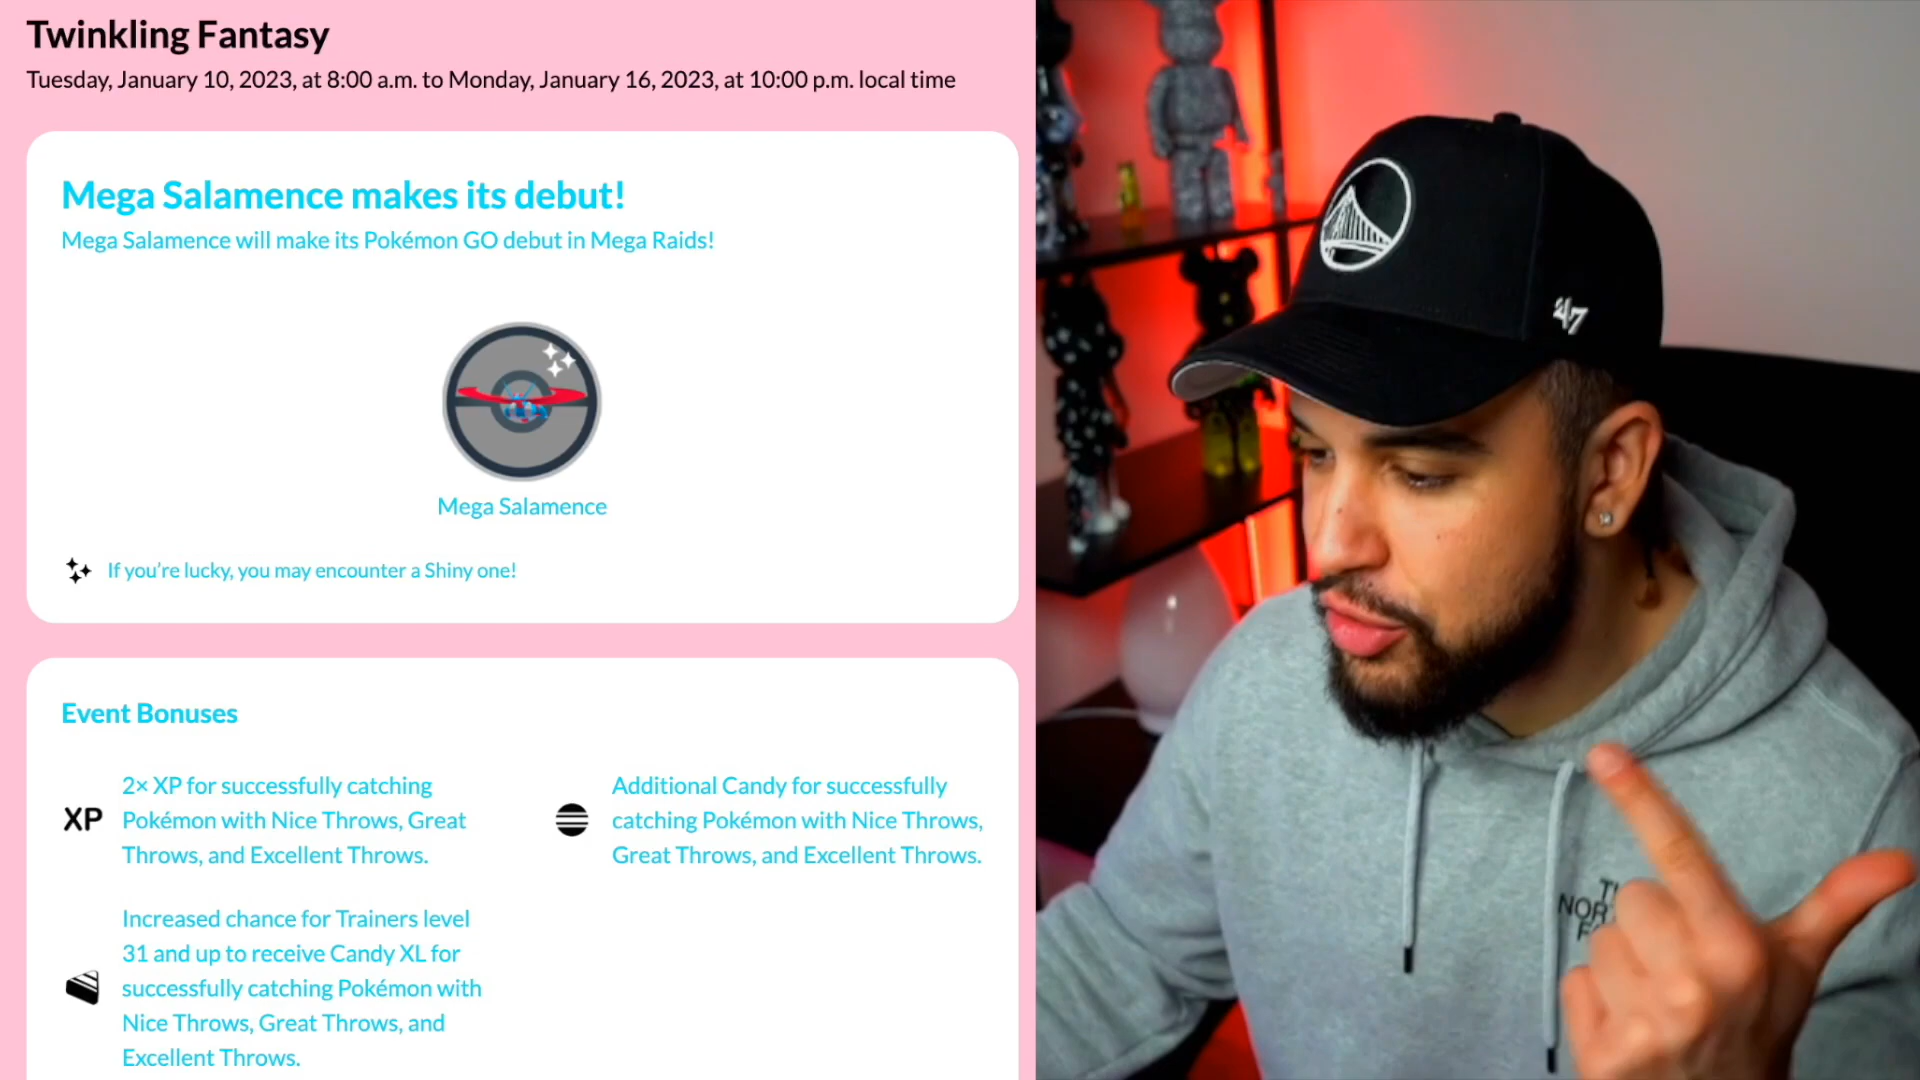 Twinkling Fantasy
Tuesday, January 10, 2023, at 8:00 a.m. to Monday, January 16, 2023, at 10:00 p.m. local time
Mega Salamence makes its debut!
Mega Salamence will make its Pokémon GO debut in Mega Raids!
Mega Salamence
If you’re lucky, you may encounter a Shiny one!
Event Bonuses
XP
2× XP for successfully catching
Pokémon with Nice Throws, Great
Throws, and Excellent Throws.
Additional Candy for successfully
catching Pokémon with Nice Throws,
Great Throws, and Excellent Throws.
Increased chance for Trainers level
31 and up to receive Candy XL for
successfully catching Pokémon with
Nice Throws, Great Throws, and
Excellent Throws.
47